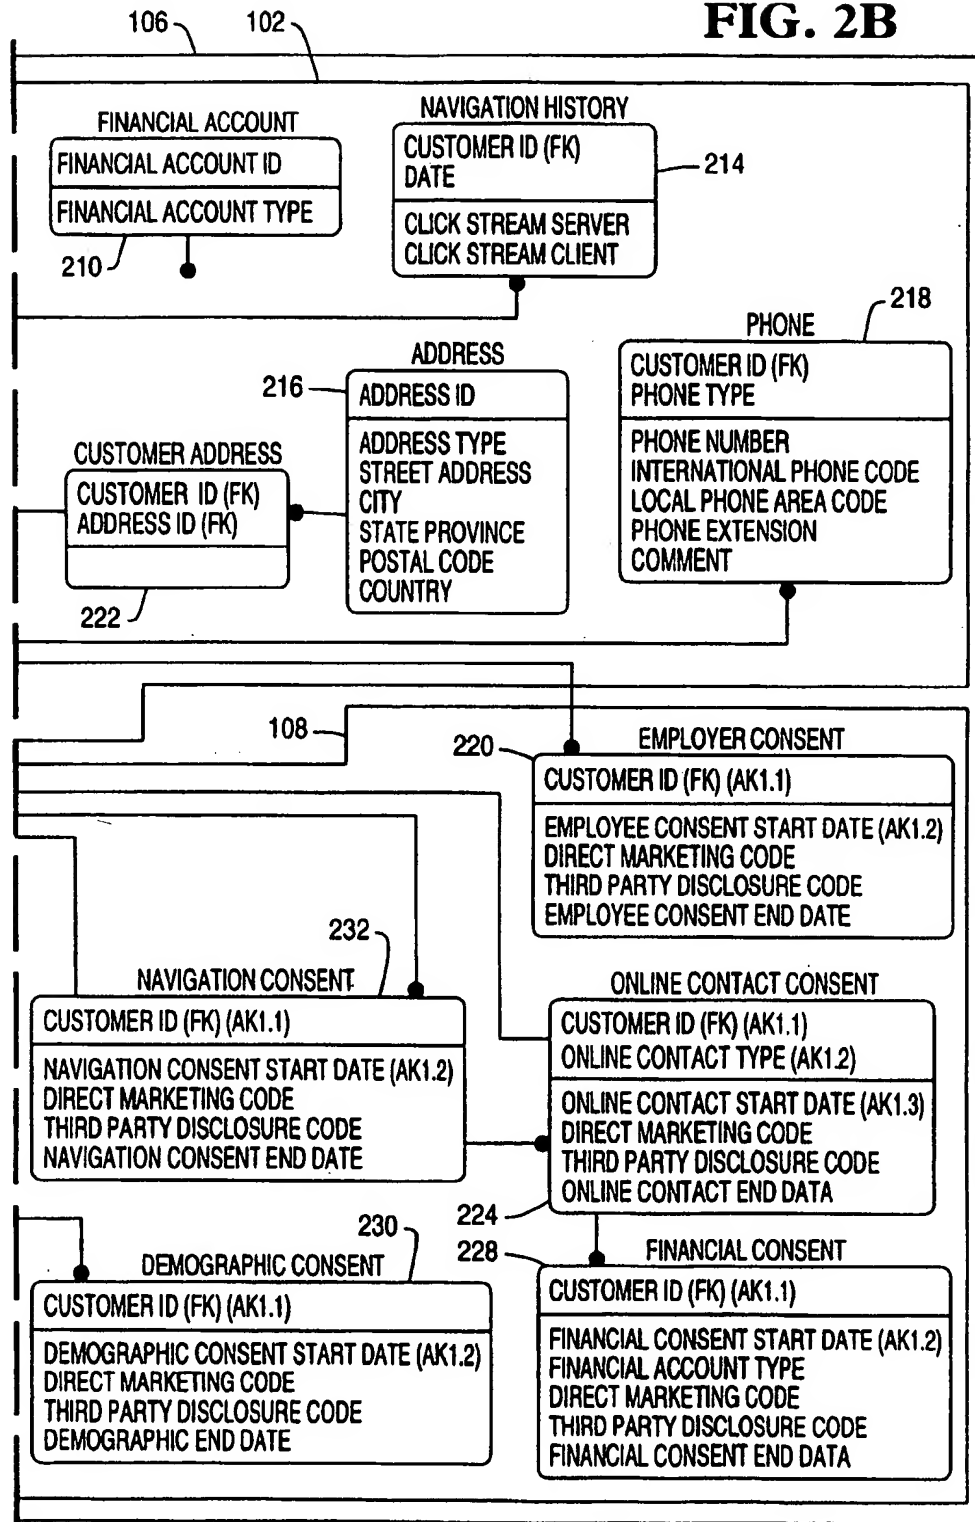 FIG. 2B
106
102
FINANCIAL ACCOUNT
FINANCIAL ACCOUNT ID
FINANCIAL ACCOUNT TYPE
210
NAVIGATION HISTORY
CUSTOMER ID (FK)
DATE
CLICK STREAM SERVER
CLICK STREAM CLIENT
214
218
PHONE
CUSTOMER ID (FK)
PHONE TYPE
PHONE NUMBER
INTERNATIONAL PHONE CODE
LOCAL PHONE AREA CODE
PHONE EXTENSION
COMMENT
ADDRESS
216
ADDRESS ID
ADDRESS TYPE
STREET ADDRESS
CITY
STATE PROVINCE
POSTAL CODE
COUNTRY
CUSTOMER ADDRESS
CUSTOMER ID (FK)
ADDRESS ID (FK)
222
108
220
EMPLOYER CONSENT
CUSTOMER ID (FK) (AK1.1)
EMPLOYEE CONSENT START DATE (AK1.2)
DIRECT MARKETING CODE
THIRD PARTY DISCLOSURE CODE
EMPLOYEE CONSENT END DATE
232
NAVIGATION CONSENT
CUSTOMER ID (FK) (AK1.1)
NAVIGATION CONSENT START DATE (AK1.2)
DIRECT MARKETING CODE
THIRD PARTY DISCLOSURE CODE
NAVIGATION CONSENT END DATE
ONLINE CONTACT CONSENT
CUSTOMER ID (FK) (AK1.1)
ONLINE CONTACT TYPE (AK1.2)
ONLINE CONTACT START DATE (AK1.3)
DIRECT MARKETING CODE
THIRD PARTY DISCLOSURE CODE
ONLINE CONTACT END DATA
224
230
DEMOGRAPHIC CONSENT
CUSTOMER ID (FK) (AK1.1)
DEMOGRAPHIC CONSENT START DATE (AK1.2)
DIRECT MARKETING CODE
THIRD PARTY DISCLOSURE CODE
DEMOGRAPHIC END DATE
228
FINANCIAL CONSENT
CUSTOMER ID (FK) (AK1.1)
FINANCIAL CONSENT START DATE (AK1.2)
FINANCIAL ACCOUNT TYPE
DIRECT MARKETING CODE
THIRD PARTY DISCLOSURE CODE
FINANCIAL CONSENT END DATA